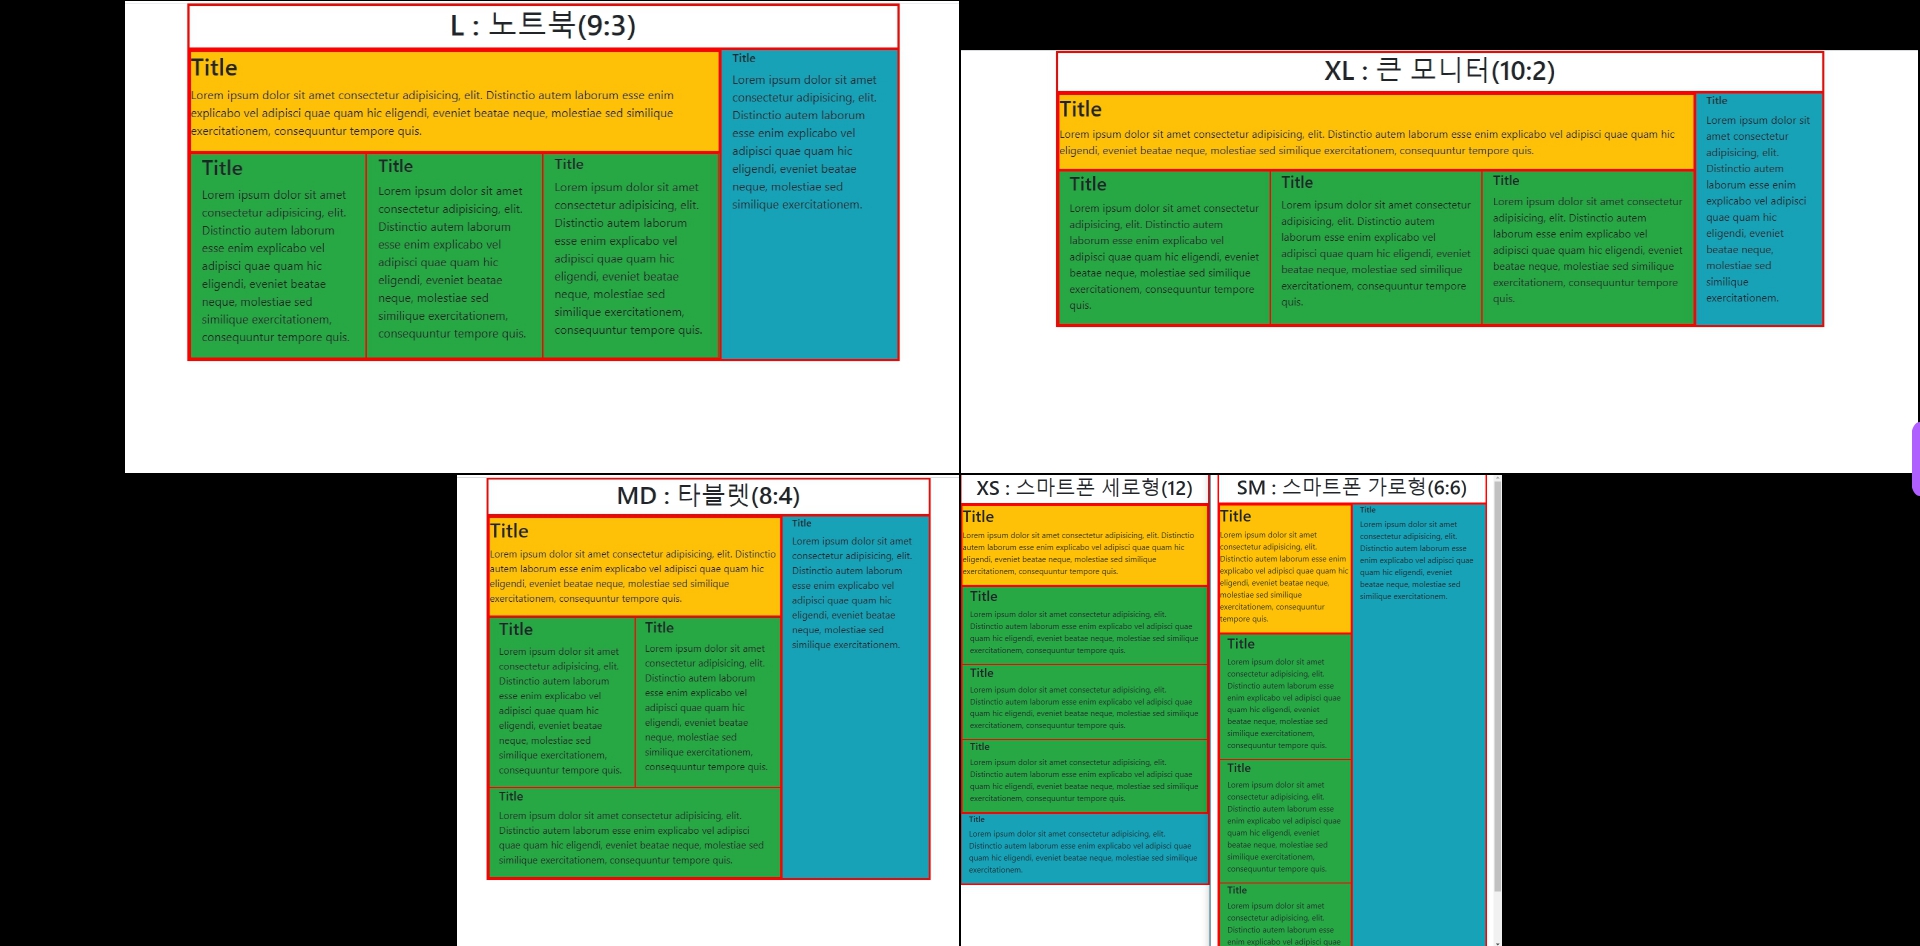 L : 노트북(9:3)
Title
Lorem ipsum dolor sit amet consectetur adipisicing, elit. Distinctio autem laborum esse enim
explicabo vel adipisci quae quam hic eligendi, eveniet beatae neque, molestiae sed similique
exercitationem, consequuntur tempore quis.
Title
Lorem ipsum dolor sit amet
consectetur adipisicing, elit.
Distinctio autem laborum
esse enim explicabo vel
adipisci quae quam hic
eligendi, eveniet beatae
neque, molestiae sed
similique exercitationem,
consequuntur tempore quis.
Title
Lorem ipsum dolor sit amet
consectetur adipisicing, elit.
Distinctio autem laborum
esse enim explicabo vel
adipisci quae quam hic
eligendi, eveniet beatae
neque, molestiae sed
similique exercitationem,
consequuntur tempore quis.
Title
Lorem ipsum dolor sit amet
consectetur adipisicing, elit.
Distinctio autem laborum
esse enim explicabo vel
adipisci quae quam hic
eligendi, eveniet beatae
neque, molestiae sed
similique exercitationem,
consequuntur tempore quis.
Title
Lorem ipsum dolor sit amet
consectetur adipisicing, elit.
Distinctio autem laborum
esse enim explicabo vel
adipisci quae quam hic
eligendi, eveniet beatae
neque, molestiae sed
similique exercitationem.
XL : 큰 모니터(10:2)
Title
Lorem ipsum dolor sit amet consectetur adipisicing, elit. Distinctio autem laborum esse enim explicabo vel adipisci quae quam hic
eligendi, eveniet beatae neque, molestiae sed similique exercitationem, consequuntur tempore quis.
Title
Lorem ipsum dolor sit amet consectetur
adipisicing, elit. Distinctio autem
laborum esse enim explicabo vel
adipisci quae quam hic eligendi, eveniet
beatae neque, molestiae sed similique
exercitationem, consequuntur tempore
quis.
Title
Lorem ipsum dolor sit amet consectetur
adipisicing, elit. Distinctio autem
laborum esse enim explicabo vel
adipisci quae quam hic eligendi, eveniet
beatae neque, molestiae sed similique
exercitationem, consequuntur tempore
quis.
Title
Lorem ipsum dolor sit amet consectetur
adipisicing, elit. Distinctio autem
laborum esse enim explicabo vel
adipisci quae quam hic eligendi, eveniet
beatae neque, molestiae sed similique
exercitationem, consequuntur tempore
quis.
Title
Lorem ipsum dolor sit
amet consectetur
adipisicing, elit.
Distinctio autem
laborum esse enim
explicabo vel adipisci
quae quam hic
eligendi, eveniet
beatae neque,
molestiae sed
similique
exercitationem.
MD : 타블렛(8:4)
Title
Lorem ipsum dolor sit amet consectetur adipisicing, elit. Distinctio
autem laborum esse enim explicabo vel adipisci quae quam hic
eligendi, eveniet beatae neque, molestiae sed similique
exercitationem, consequuntur tempore quis.
Title
Lorem ipsum dolor sit amet
consectetur adipisicing, elit.
Distinctio autem laborum
esse enim explicabo vel
adipisci quae quam hic
eligendi, eveniet beatae
neque, molestiae sed
similique exercitationem,
consequuntur tempore quis.
Title
Lorem ipsum dolor sit amet
consectetur adipisicing, elit.
Distinctio autem laborum
esse enim explicabo vel
adipisci quae quam hic
eligendi, eveniet beatae
neque, molestiae sed
similique exercitationem,
consequuntur tempore quis.
Title
Lorem ipsum dolor sit amet consectetur adipisicing, elit.
Distinctio autem laborum esse enim explicabo vel adipisci
quae quam hic eligendi, eveniet beatae neque, molestiae sed
similique exercitationem, consequuntur tempore quis.
Title
Lorem ipsum dolor sit amet
consectetur adipisicing, elit.
Distinctio autem laborum
esse enim explicabo vel
adipisci quae quam hic
eligendi, eveniet beatae
neque, molestiae sed
similique exercitationem.
XS : 스마트폰 세로형(12)
Title
Lorem ipsum dolor sit amet consectetur adipisicing, elit. Distinctio
autem laborum esse enim explicabo vel adipisci quae quam hic
eligendi, eveniet beatae neque, molestiae sed similique
exercitationem, consequuntur tempore quis.
Title
Lorem ipsum dolor sit amet consectetur adipisicing, elit.
Distinctio autem laborum esse enim explicabo vel adipisci quae
quam hic eligendi, eveniet beatae neque, molestiae sed similique
exercitationem, consequuntur tempore quis.
Title
Lorem ipsum dolor sit amet consectetur adipisicing, elit.
Distinctio autem laborum esse enim explicabo vel adipisci quae
quam hic eligendi, eveniet beatae neque, molestiae sed similique
exercitationem, consequuntur tempore quis.
Title
Lorem ipsum dolor sit amet consectetur adipisicing, elit.
Distinctio autem laborum esse enim explicabo vel adipisci quae
quam hic eligendi, eveniet beatae neque, molestiae sed similique
exercitationem, consequuntur tempore quis.
Title
Lorem ipsum dolor sit amet consectetur adipisicing, elit.
Distinctio autem laborum esse enim explicabo vel adipisci quae
quam hic eligendi, eveniet beatae neque, molestiae sed similique
exercitationem.
SM : 스마트폰 가로형(6:6)
Title
Lorem ipsum dolor sit amet
consectetur adipisicing, elit.
Distinctio autem laborum esse enim
explicabo vel adipisci quae quam hic
eligendi, eveniet beatae neque,
molestiae sed similique
exercitationem, consequuntur
tempore quis.
Title
Lorem ipsum dolor sit amet
consectetur adipisicing, elit.
Distinctio autem laborum esse
enim explicabo vel adipisci quae
quam hic eligendi, eveniet
beatae neque, molestiae sed
similique exercitationem,
consequuntur tempore quis.
Title
Lorem ipsum dolor sit amet
consectetur adipisicing, elit.
Distinctio autem laborum esse
enim explicabo vel adipisci quae
quam hic eligendi, eveniet
beatae neque, molestiae sed
similique exercitationem,
consequuntur tempore quis.
Title
Lorem ipsum dolor sit amet
consectetur adipisicing, elit.
Distinctio autem laborum esse
enim explicabo vel adipisci quae
Title
Lorem ipsum dolor sit amet
consectetur adipisicing, elit.
Distinctio autem laborum esse
enim explicabo vel adipisci quae
quam hic eligendi, eveniet
beatae neque, molestiae sed
similique exercitationem.